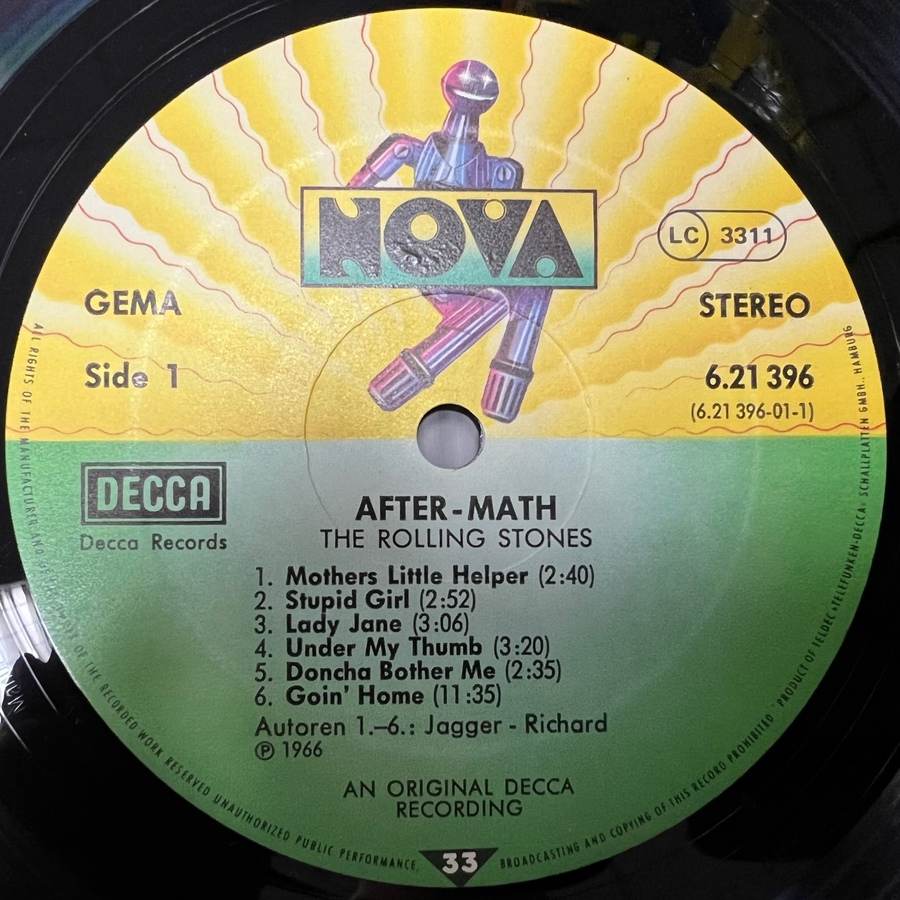 NOVA
LC 3311
GEMA
STEREO
Side 1
6.21 396
(6.21 396-01-1)
DECCA
Decca Records
AFTER-MATH
THE ROLLING STONES
1. Mothers Little Helper (2:40)
2. Stupid Girl (2:52)
3. Lady Jane (3:06)
4. Under My Thumb (3:20)
5. Doncha Bother Me (2:35)
6. Goin' Home (11:35)
Autoren 1.–6.: Jagger - Richard
℗ 1966
AN ORIGINAL DECCA
RECORDING
33
ALL RIGHTS OF THE MANUFACTURER AND OF THE RECORDED WORK RESERVED UNAUTHORIZED PUBLIC PERFORMANCE,
BROADCASTING AND COPYING OF THIS RECORD PROHIBITED
PRODUCT OF TELDEC »TELEFUNKEN-DECCA« SCHALLPLATTEN GMBH., HAMBURG